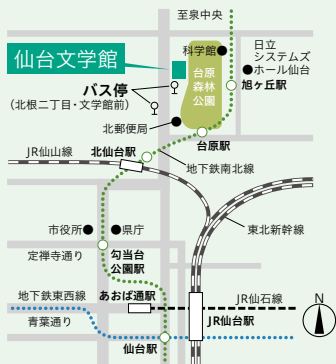 至泉中央
科学館
日立
システムズ
ホール仙台
仙台文学館
台原
森林
公園
バス停
(北根二丁目・文学館前)
旭ヶ丘駅
北郵便局
台原駅
JR仙山線
北仙台駅
地下鉄南北線
市役所
県庁
東北新幹線
定禅寺通り
勾当台
公園駅
地下鉄東西線
あおば通駅
JR仙石線
N
青葉通り
JR仙台駅
仙台駅